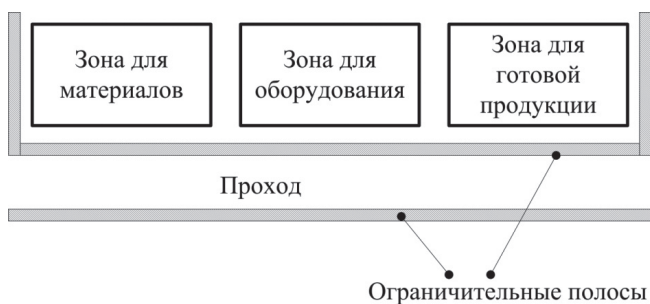 Зона для
материалов
Зона для
оборудования
Зона для
готовой
продукции
Проход
Ограничительные полосы